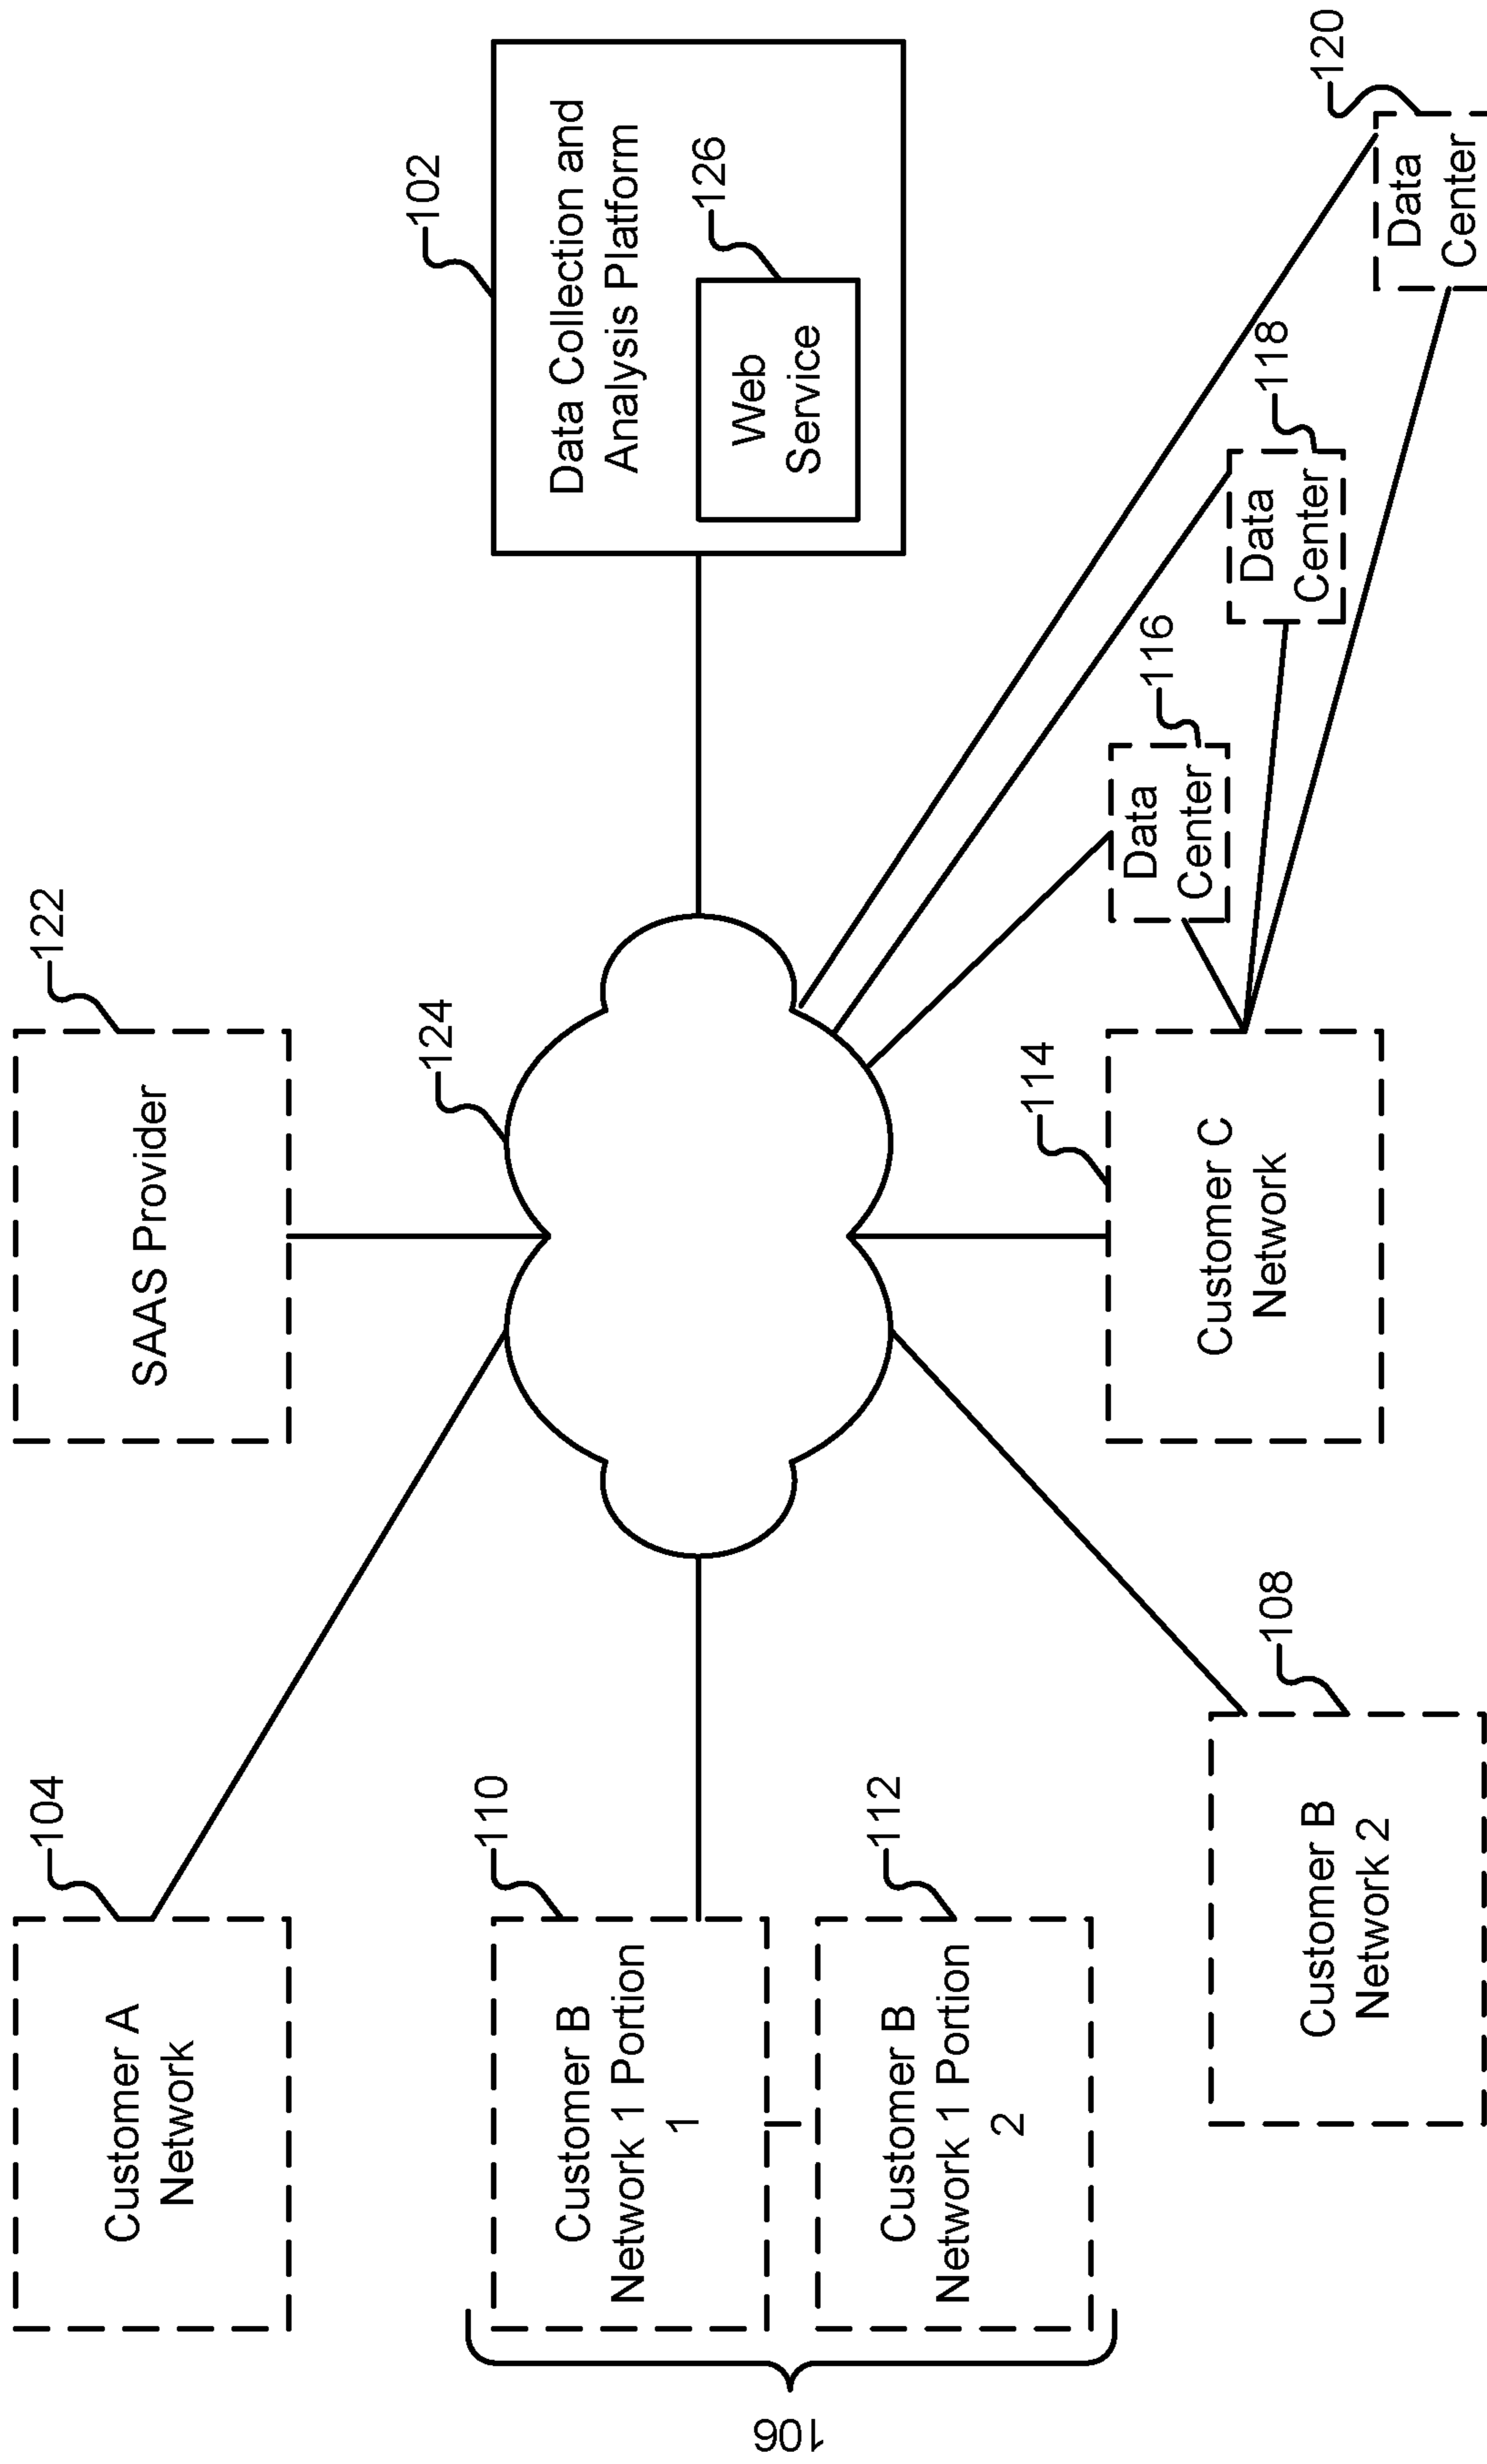 104
Customer A
Network
122
SAAS Provider
110
Customer B
Network 1 Portion
1
112
Customer B
Network 1 Portion
2
106
124
102
Data Collection and
Analysis Platform
126
Web
Service
108
Customer B
Network 2
114
Customer C
Network
116
Data
Center
118
Data
Center
120
Data
Center